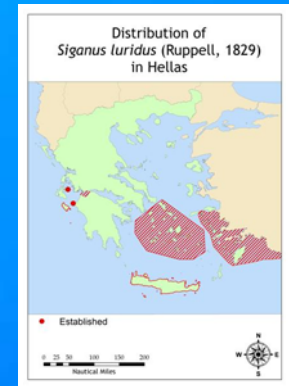 Distribution of
Siganus luridus (Ruppell, 1829)
in Hellas
Established
N
W E
S
0 25 50 100 150 200
Nautical Miles